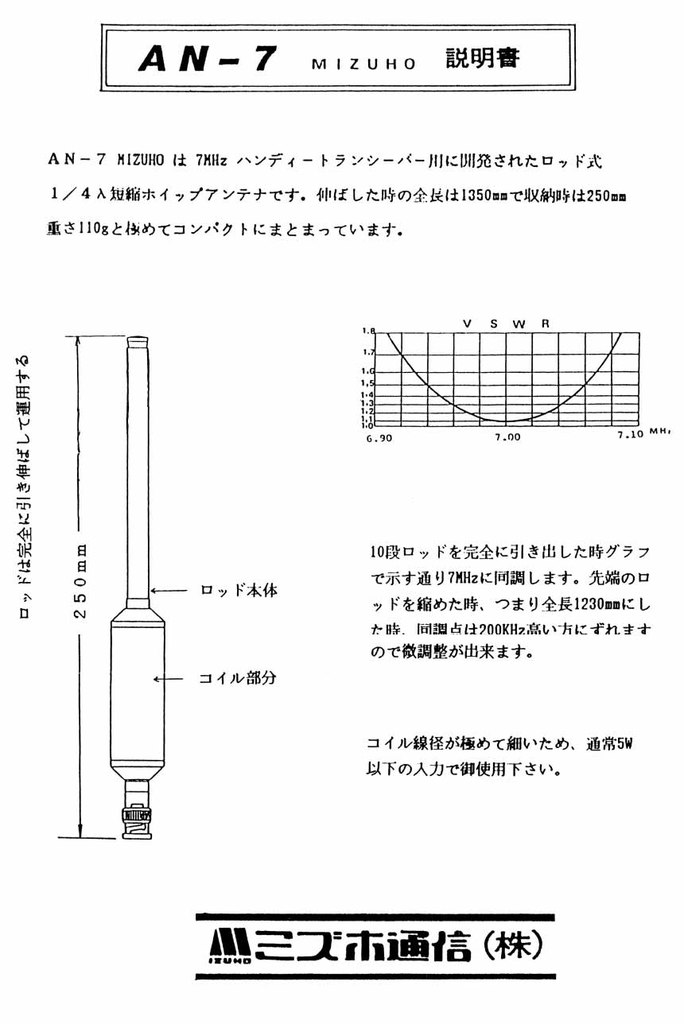 AN-7 MIZUHO 説明書
AN-7 MIZUHO は 7MHz ハンディートランシーバー用に開発されたロッド式
1/4λ短縮ホイップアンテナです。伸ばした時の全長は1350mmで収納時は250mm
重さ110gと極めてコンパクトにまとまっています。
ロッドは完全に引き伸ばして運用する
250mm
ロッド本体
コイル部分
VSWR
1.8
1.7
1.6
1.5
1.4
1.3
1.2
1.1
1.0
6.90 7.00 7.10 MHz
10段ロッドを完全に引き出した時グラフ
で示す通り7MHzに同調します。先端のロ
ッドを縮めた時、つまり全長1230mmにし
た時、同調点は200KHz高い方にずれます
ので微調整が出来ます。
コイル線径が極めて細いため、通常5W
以下の入力で御使用下さい。
MIZUHO ミズホ通信(株)